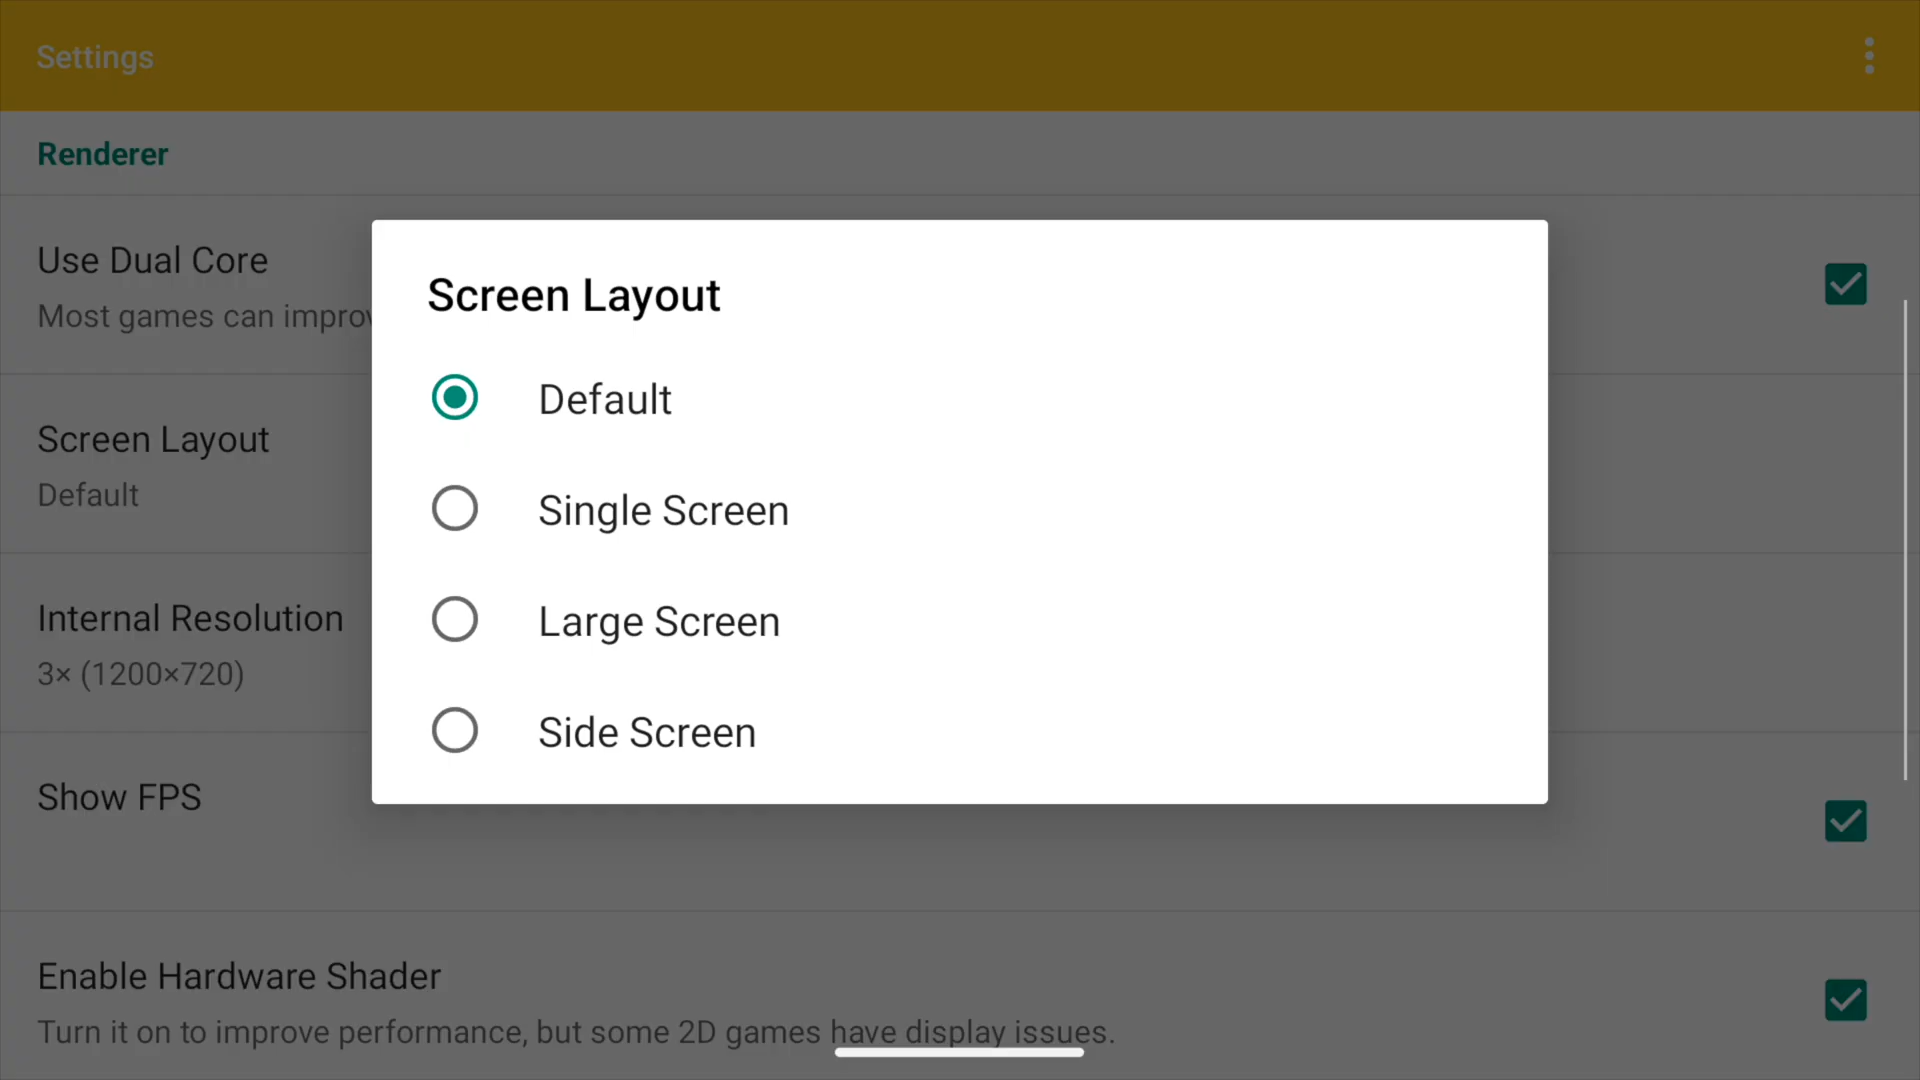 Settings
Renderer
Use Dual Core
Most games can improv
Screen Layout
Default
Internal Resolution
3× (1200×720)
Show FPS
Enable Hardware Shader
Turn it on to improve performance, but some 2D games have display issues.
Screen Layout
Default
Single Screen
Large Screen
Side Screen